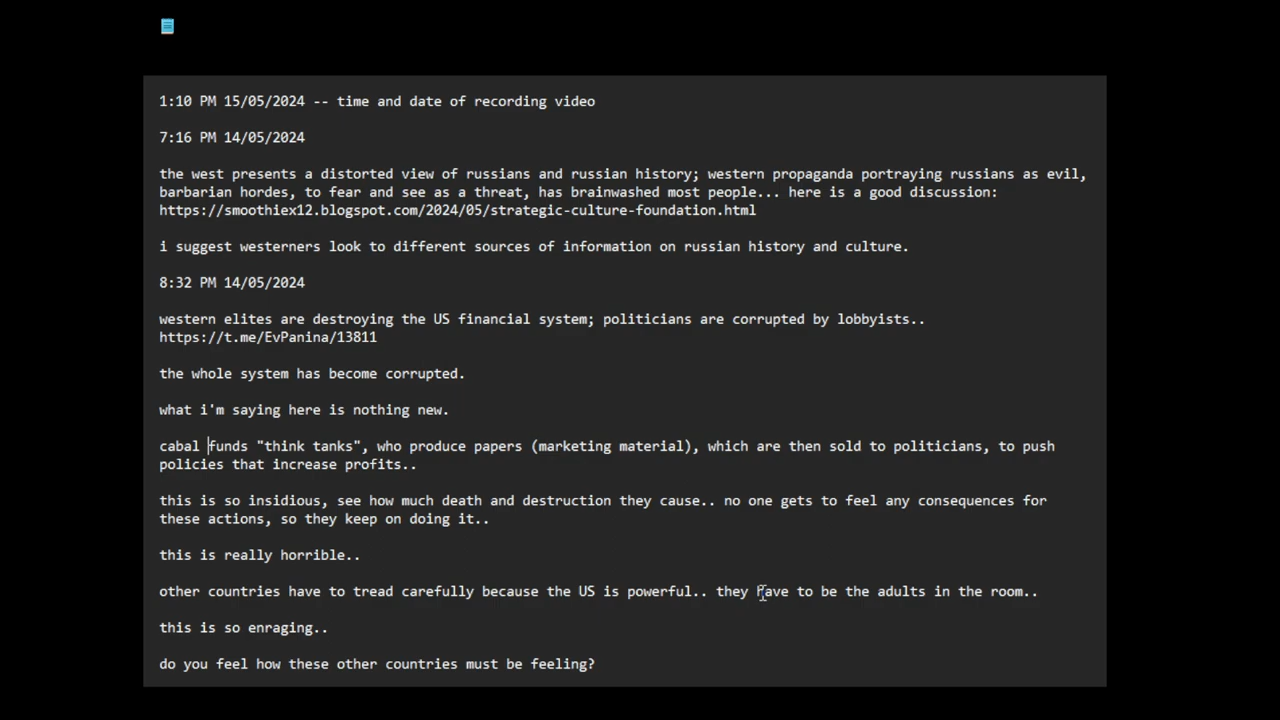 1:10 PM 15/05/2024 -- time and date of recording video
7:16 PM 14/05/2024
the west presents a distorted view of russians and russian history; western propaganda portraying russians as evil,
barbarian hordes, to fear and see as a threat, has brainwashed most people... here is a good discussion:
https://smoothiex12.blogspot.com/2024/05/strategic-culture-foundation.html
i suggest westerners look to different sources of information on russian history and culture.
8:32 PM 14/05/2024
western elites are destroying the US financial system; politicians are corrupted by lobbyists..
https://t.me/EvPanina/13811
the whole system has become corrupted.
what i'm saying here is nothing new.
cabal funds "think tanks", who produce papers (marketing material), which are then sold to politicians, to push
policies that increase profits..
this is so insidious, see how much death and destruction they cause.. no one gets to feel any consequences for
these actions, so they keep on doing it..
this is really horrible..
other countries have to tread carefully because the US is powerful.. they have to be the adults in the room..
this is so enraging..
do you feel how these other countries must be feeling?